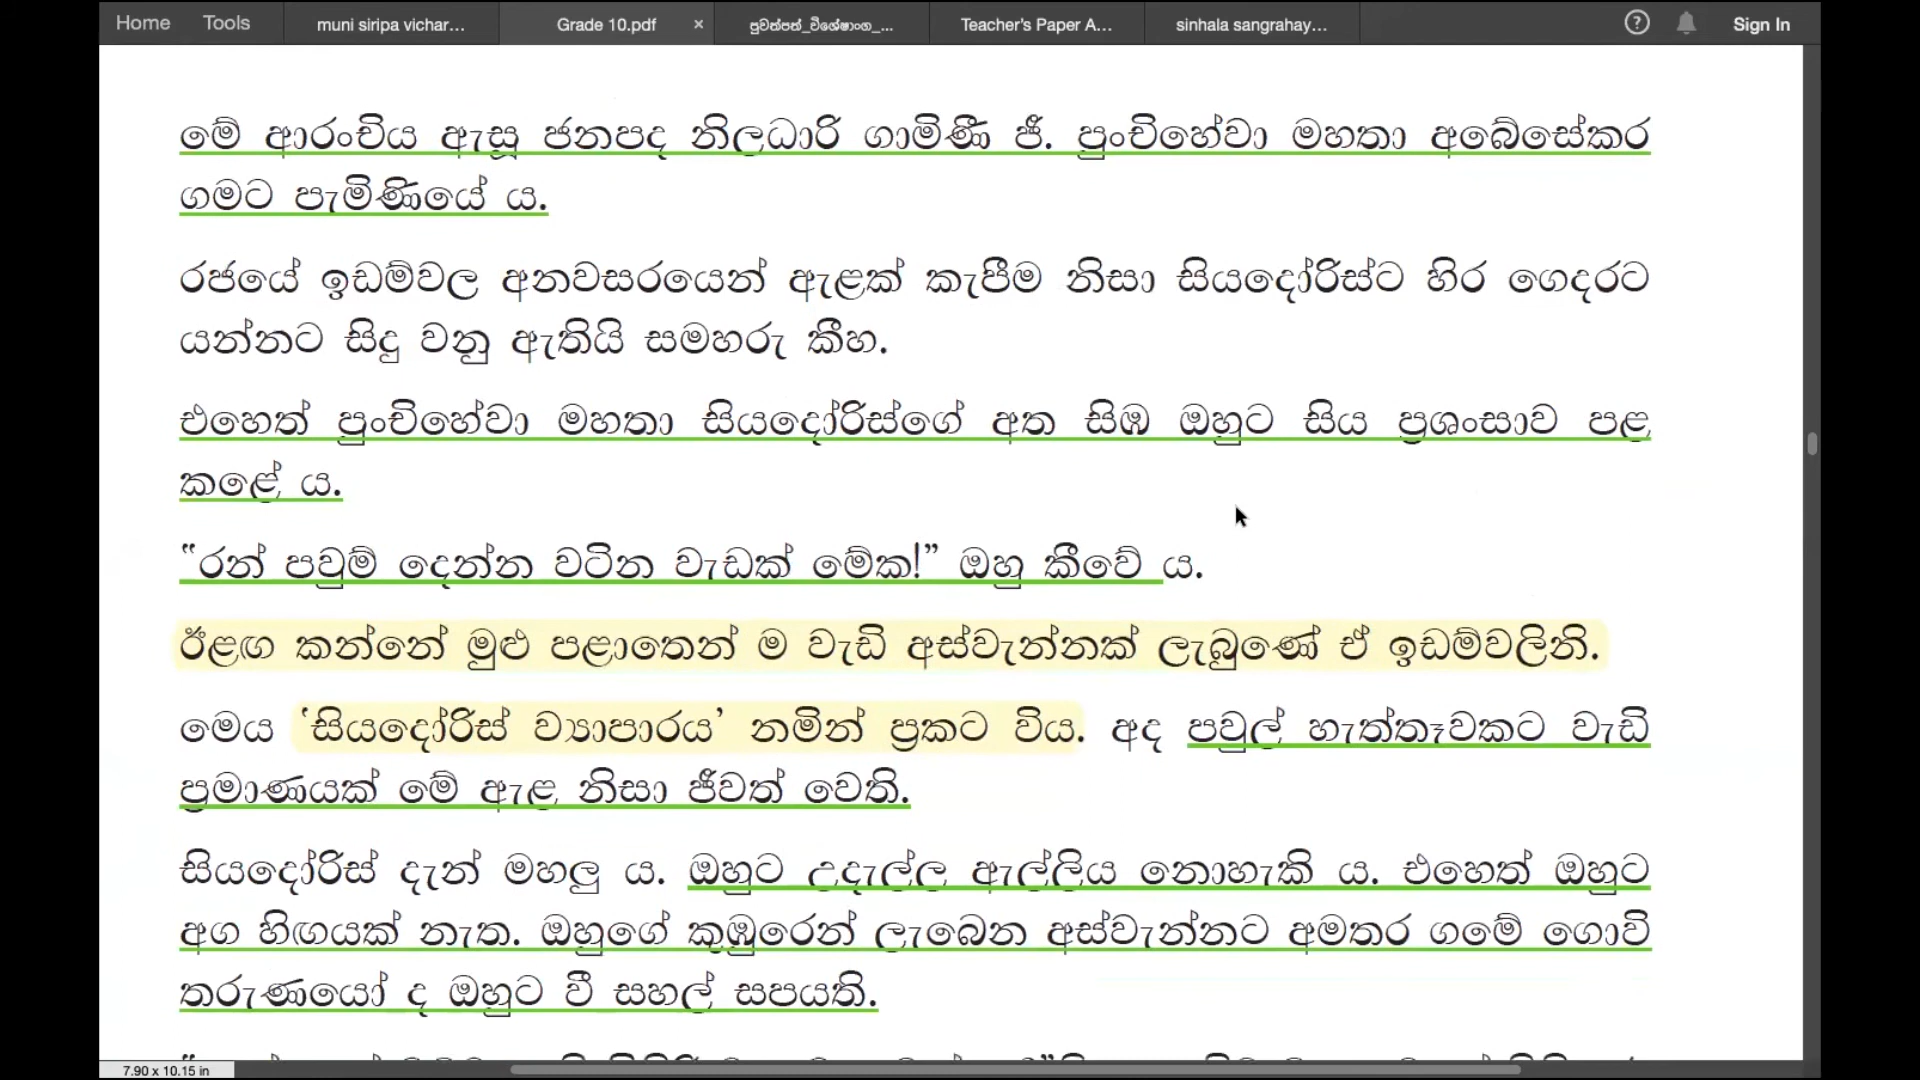 Home Tools muni siripa vichar... Grade 10.pdf × පුවත්පත්_විශේෂාංග_... Teacher's Paper A... sinhala sangrahay... ? Sign In
මේ ආරංචිය ඇසූ ජනපද නිලධාරි ගාමිණී ජී. පුංචිහේවා මහතා අබේසේකර
ගමට පැමිණියේ ය.
රජයේ ඉඩම්වල අනවසරයෙන් ඇළක් කැපීම නිසා සියදෝරිස්ට හිර ගෙදරට
යන්නට සිදු වනු ඇතියි සමහරු කීහ.
එහෙත් පුංචිහේවා මහතා සියදෝරිස්ගේ අත සිඹ ඔහුට සිය ප්‍රශංසාව පළ
කළේ ය.
“රන් පවුම් දෙන්න වටින වැඩක් මේක!” ඔහු කීවේ ය.
ඊළඟ කන්නේ මුළු පළාතෙන් ම වැඩි අස්වැන්නක් ලැබුණේ ඒ ඉඩම්වලිනි.
මෙය ‘සියදෝරිස් ව්‍යාපාරය’ නමින් ප්‍රකට විය. අද පවුල් හැත්තෑවකට වැඩි
ප්‍රමාණයක් මේ ඇළ නිසා ජීවත් වෙති.
සියදෝරිස් දැන් මහලු ය. ඔහුට උදැල්ල ඇල්ලිය නොහැකි ය. එහෙත් ඔහුට
අග හිඟයක් නැත. ඔහුගේ කුඹුරෙන් ලැබෙන අස්වැන්නට අමතර ගමේ ගොවි
තරුණයෝ ද ඔහුට වී සහල් සපයති.
7.90 x 10.15 in